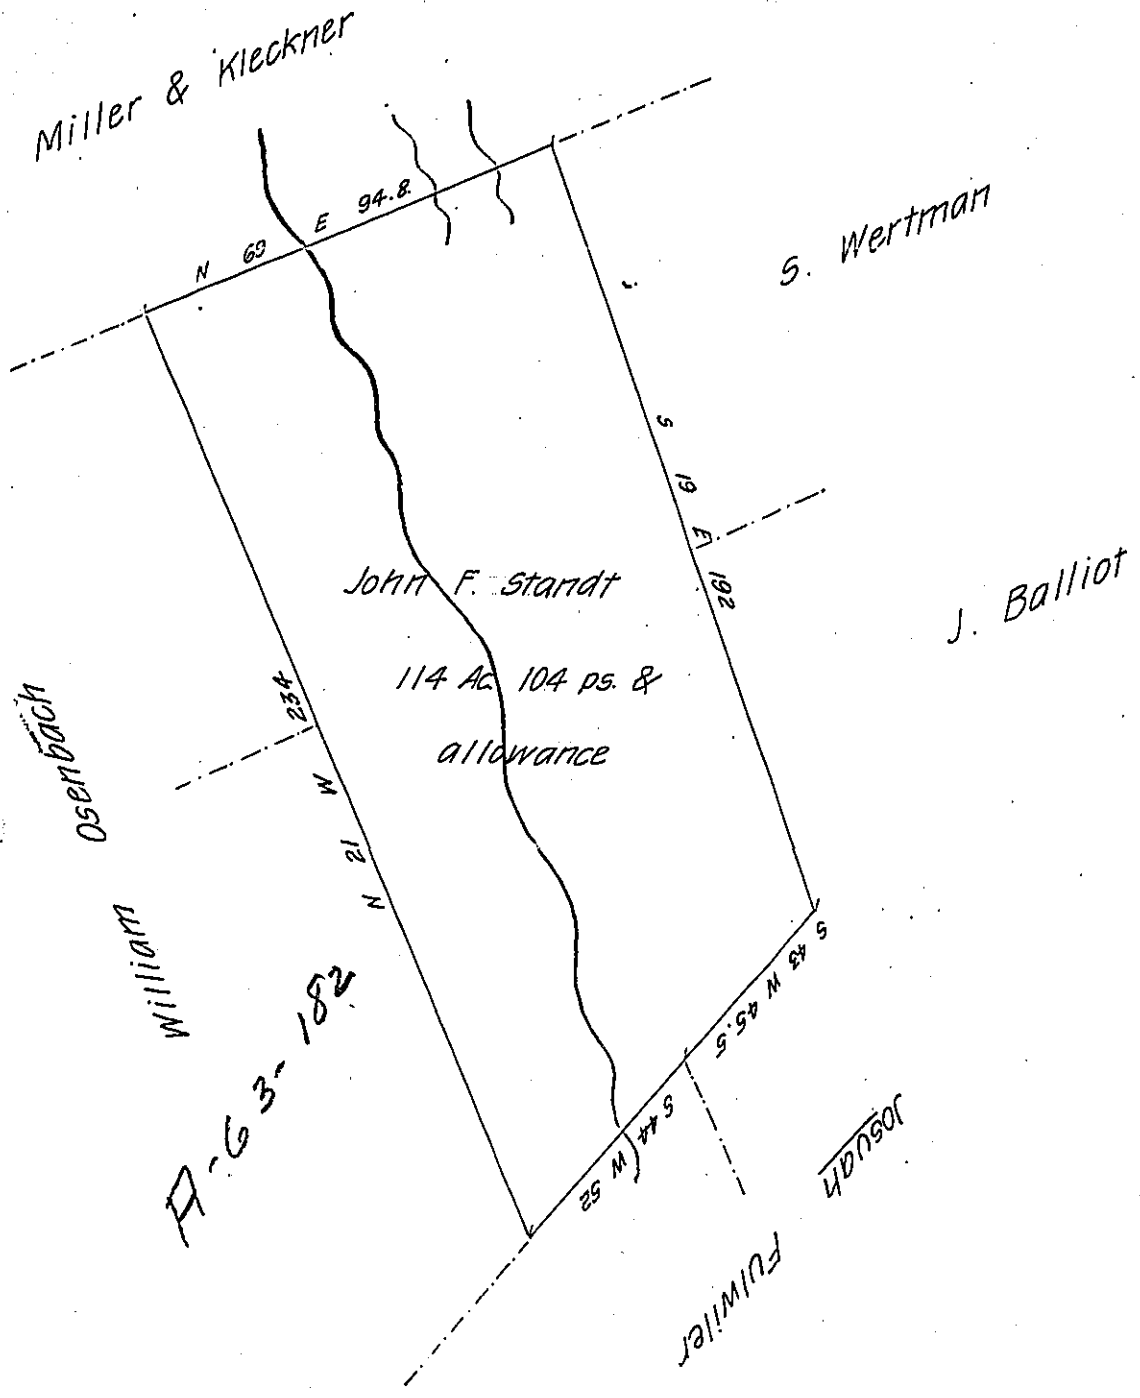 Miller & Kleckner
N 69 E 94.8
S. Wertman
S 19 E 192
J. Balliot
John F. Standt
114 Ac. 104 ps. &
allowance
William Osenbach
N 21 W 234
S 43 W 45.5
S 44 W 52
Josuah Fulwiler
A-63-182